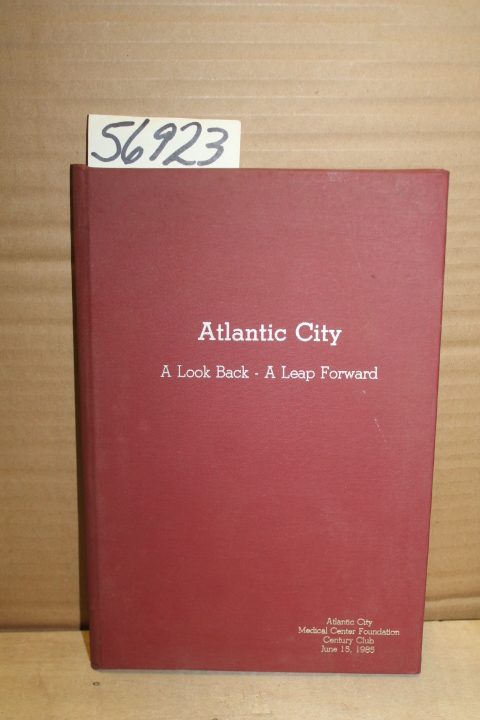 56923
Atlantic City
A Look Back - A Leap Forward
Atlantic City
Medical Center Foundation
Century Club
June 15, 1985